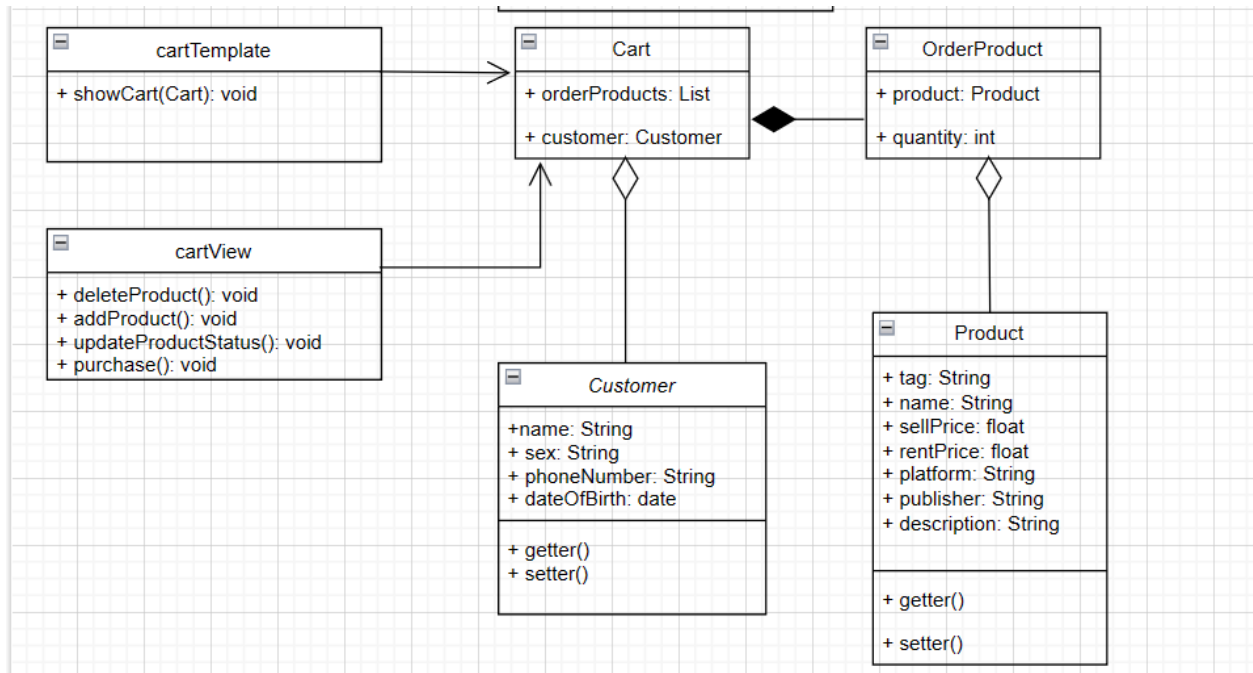 cartTemplate
+ showCart(Cart): void
Cart
+ orderProducts: List
+ customer: Customer
OrderProduct
+ product: Product
+ quantity: int
cartView
+ deleteProduct(): void
+ addProduct(): void
+ updateProductStatus(): void
+ purchase(): void
Customer
+name: String
+ sex: String
+ phoneNumber: String
+ dateOfBirth: date
+ getter()
+ setter()
Product
+ tag: String
+ name: String
+ sellPrice: float
+ rentPrice: float
+ platform: String
+ publisher: String
+ description: String
+ getter()
+ setter()